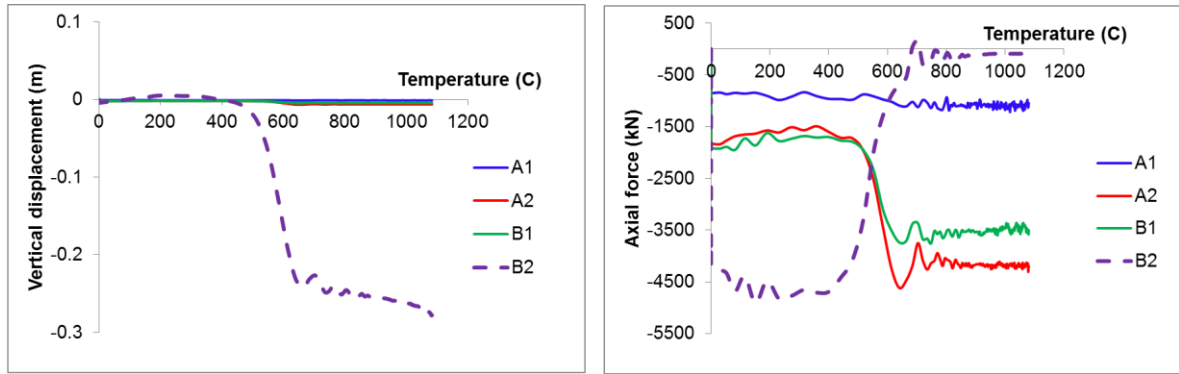 Vertical displacement (m)
0.1
0
-0.1
-0.2
-0.3
Temperature (C)
0 200 400 600 800 1000 1200
A1
A2
B1
B2
Axial force (kN)
500
-500
-1500
-2500
-3500
-4500
-5500
Temperature (C)
0 200 400 600 800 1000 1200
A1
A2
B1
B2